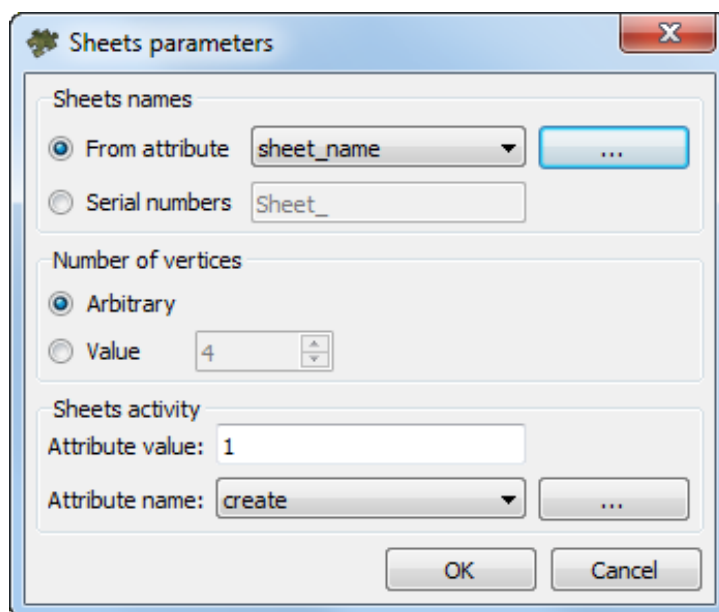 Sheets parameters
Sheets names
From attribute sheet_name ...
Serial numbers Sheet_
Number of vertices
Arbitrary
Value 4
Sheets activity
Attribute value: 1
Attribute name: create ...
OK Cancel